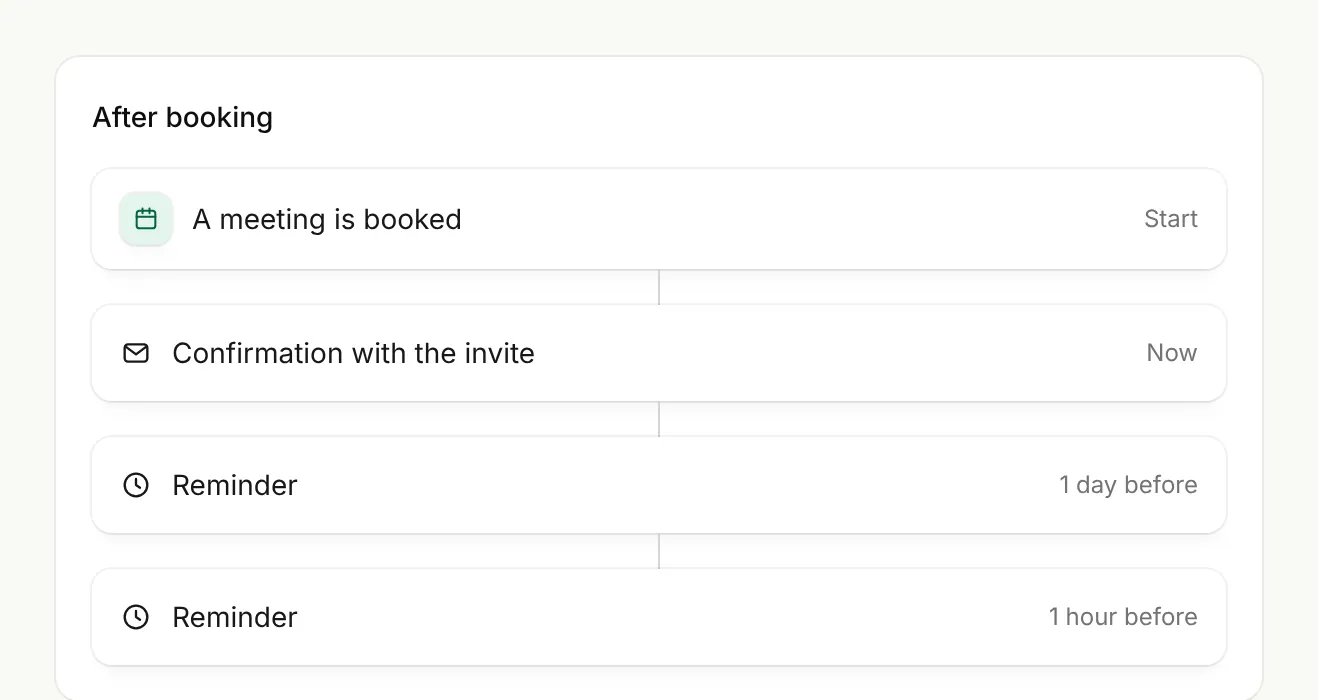 After booking
A meeting is booked Start
Confirmation with the invite Now
Reminder 1 day before
Reminder 1 hour before